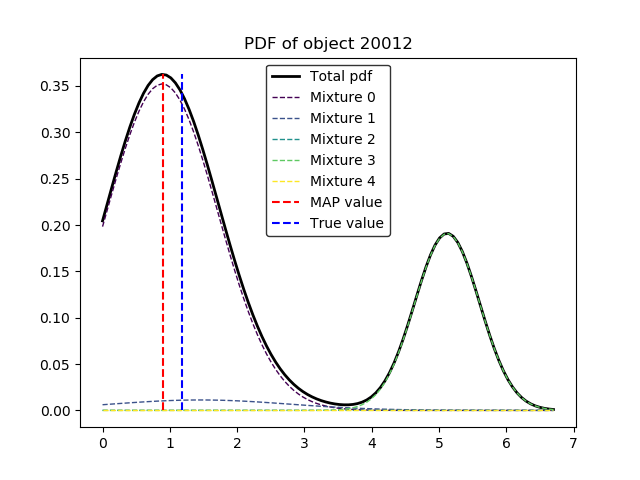 PDF of object 20012
0.35
0.30
0.25
0.20
0.15
0.10
0.05
0.00
Total pdf
Mixture 0
Mixture 1
Mixture 2
Mixture 3
Mixture 4
MAP value
True value
0 1 2 3 4 5 6 7